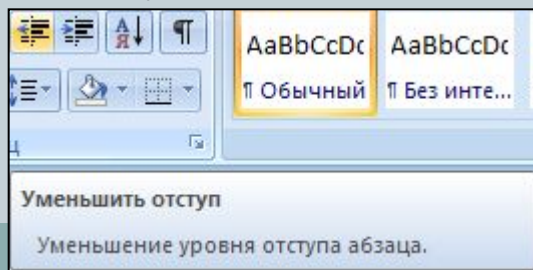 А
Я
¶
AaBbCcDc
AaBbCcDc
¶ Обычный
¶ Без инте...
ц
Уменьшить отступ
Уменьшение уровня отступа абзаца.